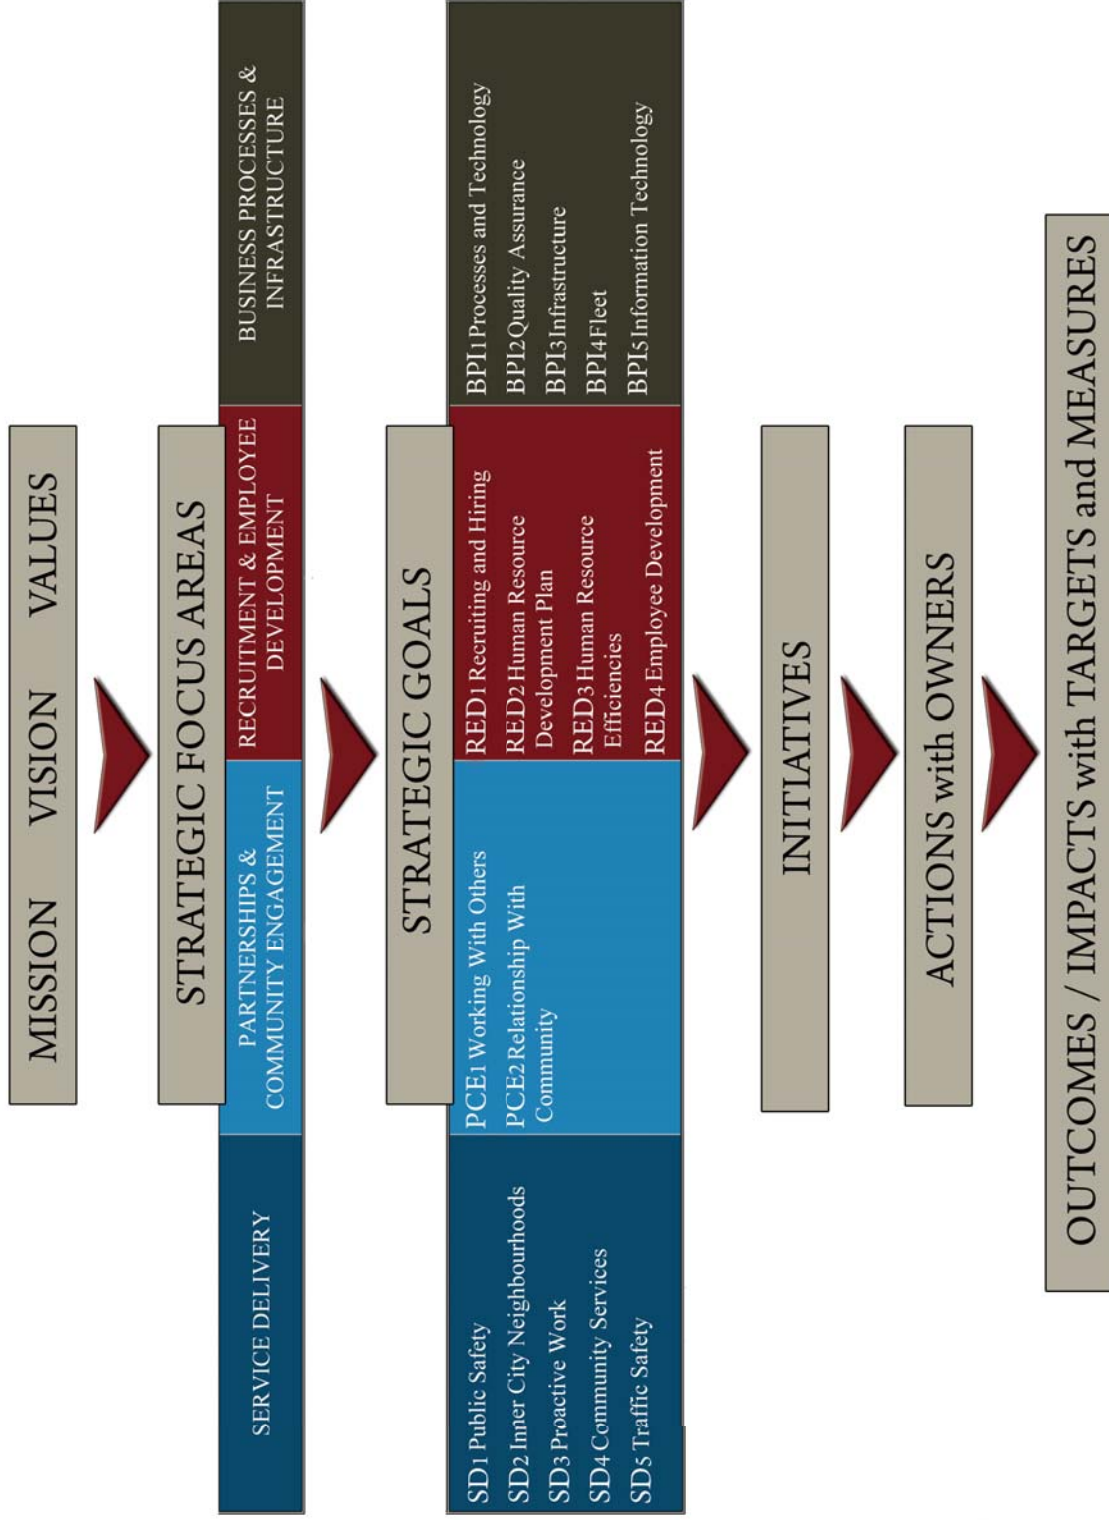 MISSION VISION VALUES
STRATEGIC FOCUS AREAS
SERVICE DELIVERY
PARTNERSHIPS &
COMMUNITY ENGAGEMENT
RECRUITMENT & EMPLOYEE
DEVELOPMENT
BUSINESS PROCESSES &
INFRASTRUCTURE
STRATEGIC GOALS
SD1 Public Safety
SD2 Inner City Neighbourhoods
SD3 Proactive Work
SD4 Community Services
SD5 Traffic Safety
PCE1 Working With Others
PCE2 Relationship With
Community
RED1 Recruiting and Hiring
RED2 Human Resource
Development Plan
RED3 Human Resource
Efficiencies
RED4 Employee Development
BPI1 Processes and Technology
BPI2 Quality Assurance
BPI3 Infrastructure
BPI4 Fleet
BPI5 Information Technology
INITIATIVES
ACTIONS with OWNERS
OUTCOMES / IMPACTS with TARGETS and MEASURES